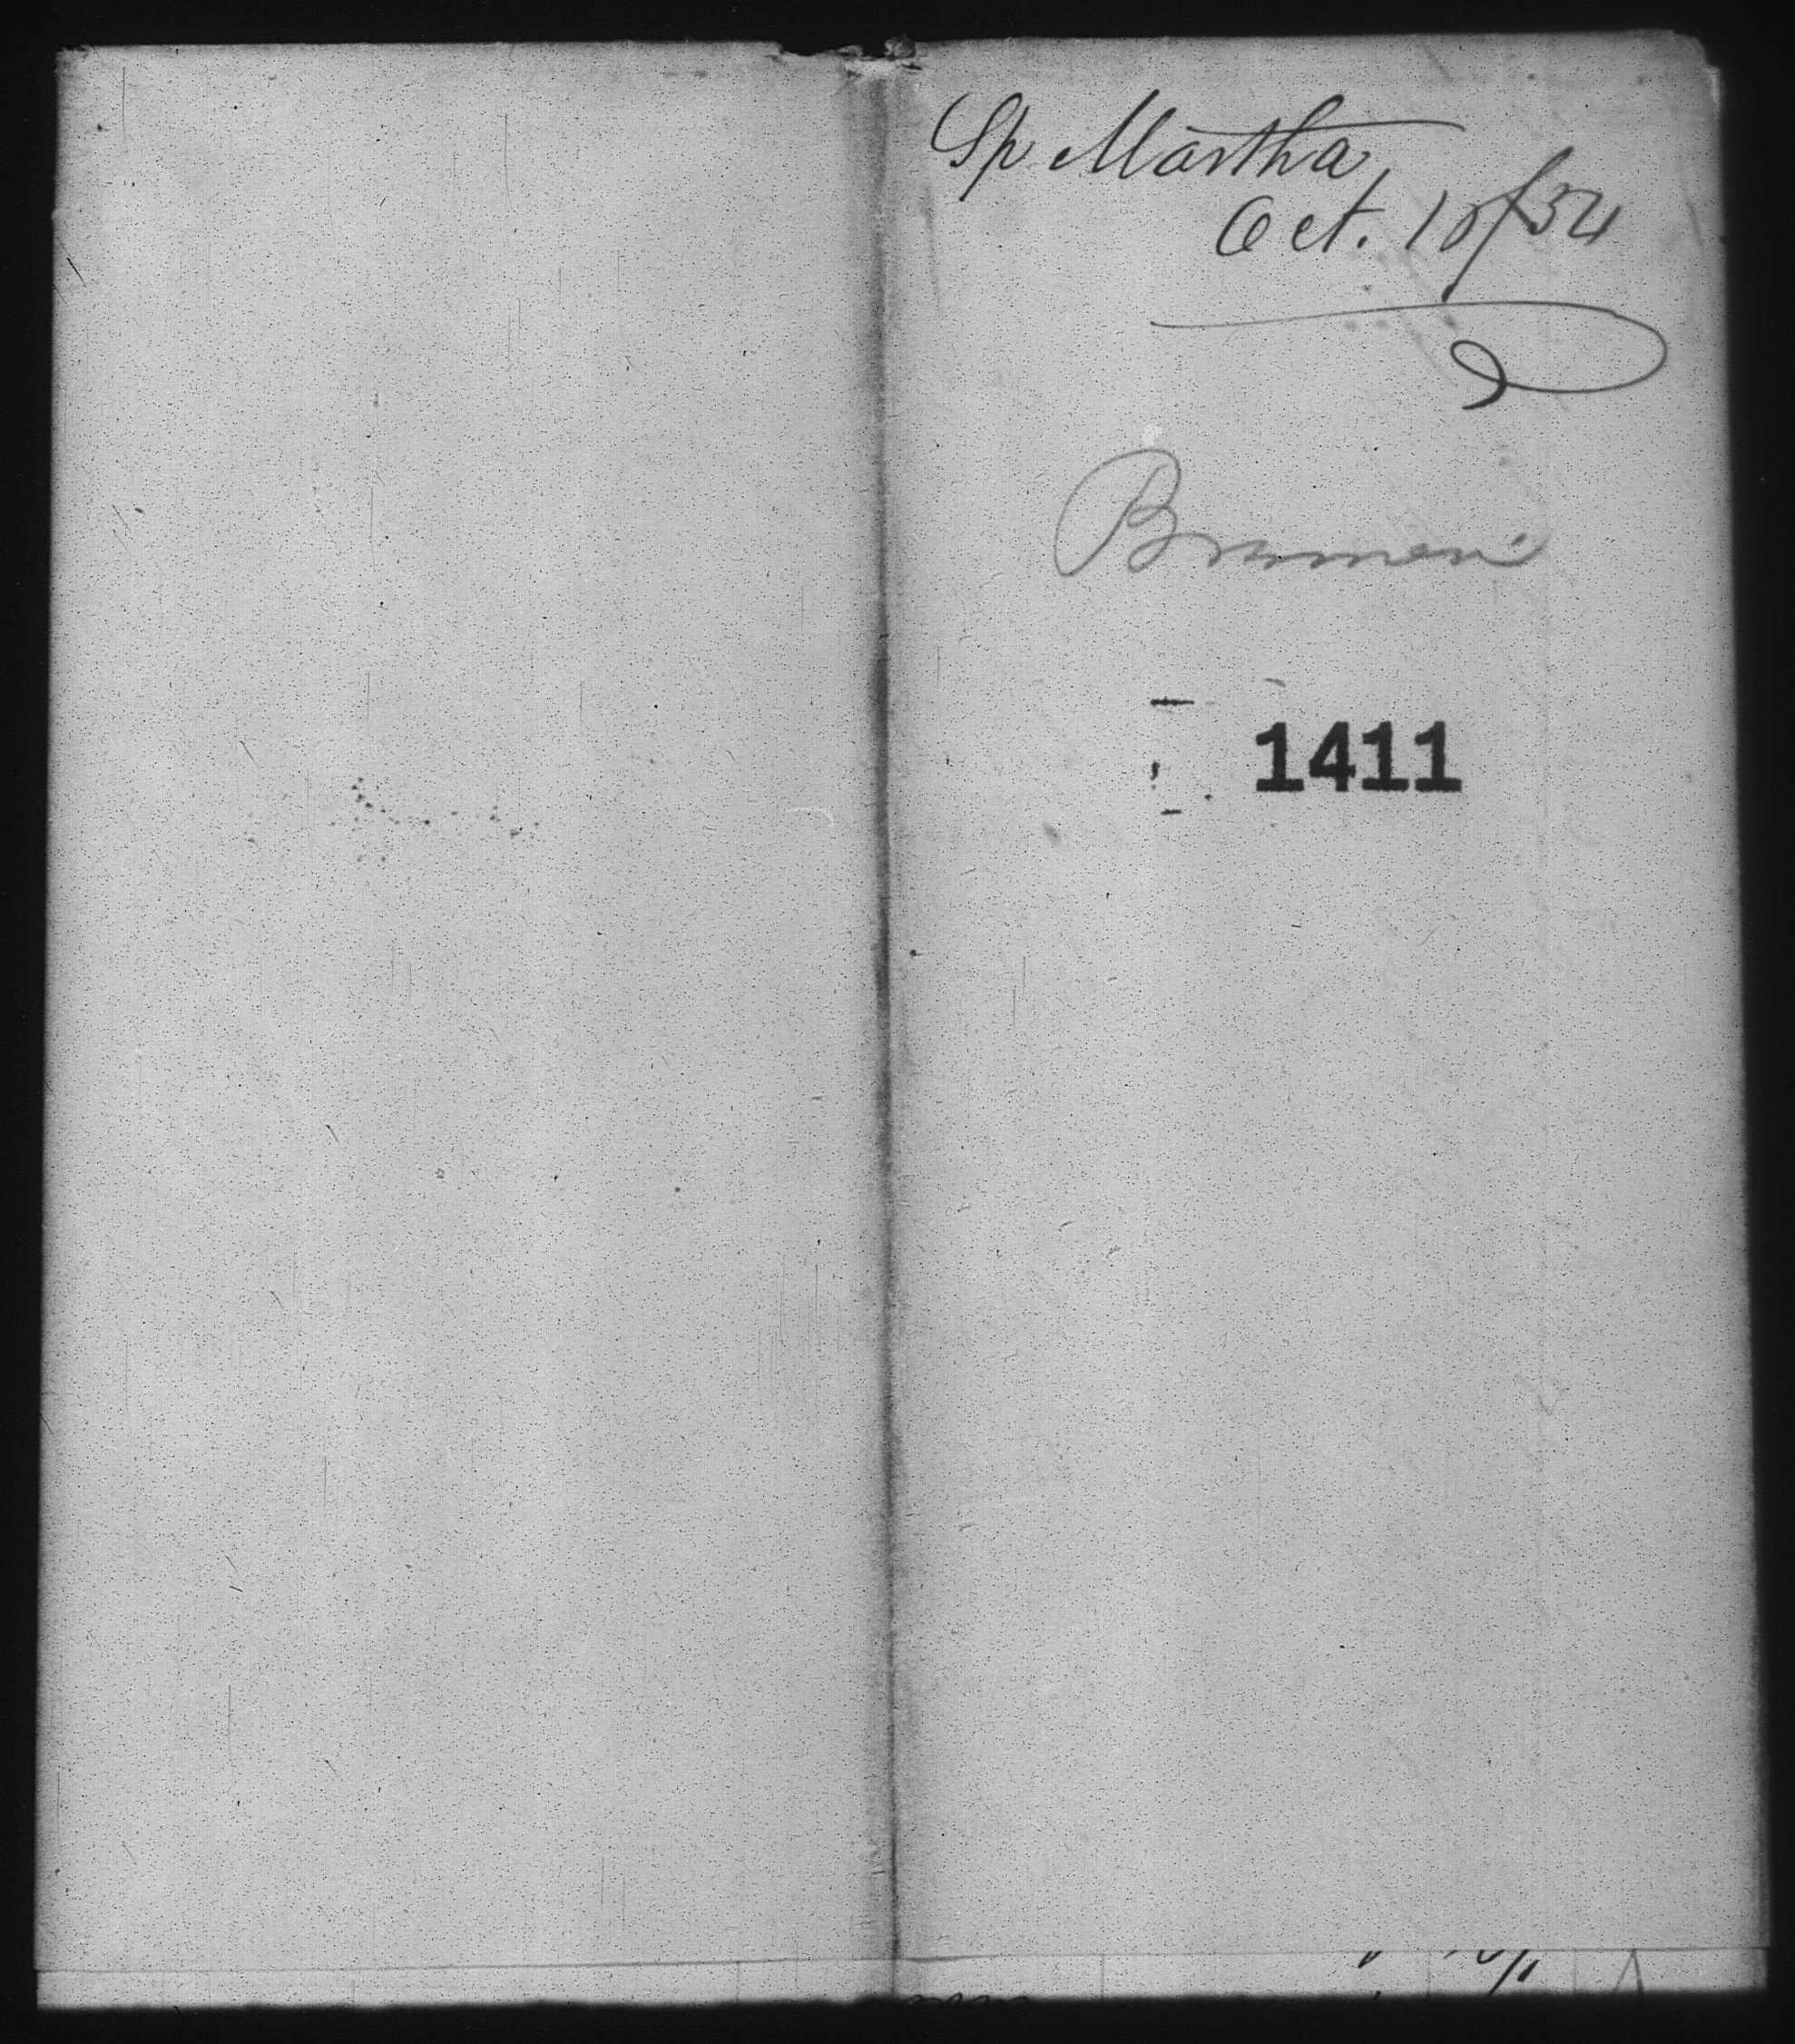 Sp Martha
Oct. 10/54
Bremen
1411